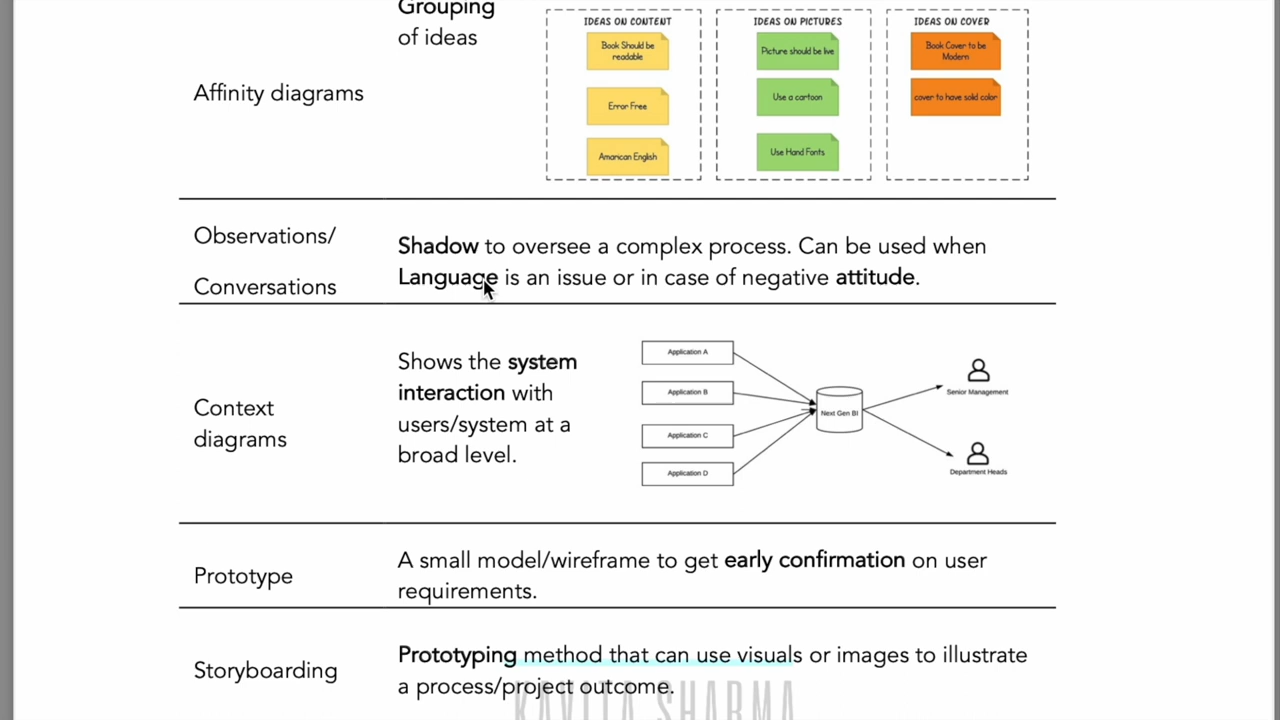 Grouping
of ideas
Affinity diagrams
IDEAS ON CONTENT
Book Should be
readable
Error Free
Amarican English
IDEAS ON PICTURES
Picture should be live
Use a cartoon
Use Hand Fonts
IDEAS ON COVER
Book Cover to be
Modern
cover to have solid color
Observations/
Conversations
Shadow to oversee a complex process. Can be used when
Language is an issue or in case of negative attitude.
Context
diagrams
Shows the system
interaction with
users/system at a
broad level.
Application A
Application B
Application C
Application D
Next Gen BI
Senior Management
Department Heads
Prototype
A small model/wireframe to get early confirmation on user
requirements.
Storyboarding
Prototyping method that can use visuals or images to illustrate
a process/project outcome.
KAVITA SHARMA